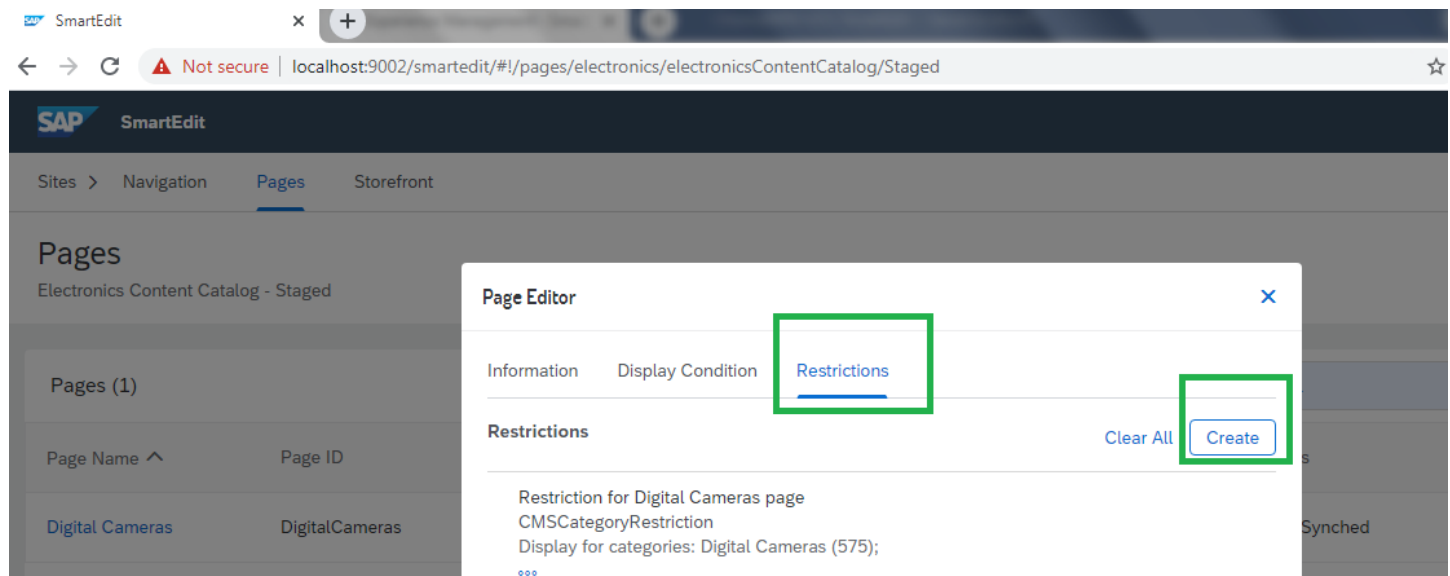 SmartEdit
Not secure | localhost:9002/smartedit/#!/pages/electronics/electronicsContentCatalog/Staged
SAP SmartEdit
Sites > Navigation Pages Storefront
Pages
Electronics Content Catalog - Staged
Page Editor
Information Display Condition Restrictions
Pages (1)
Restrictions
Clear All Create
Page Name Page ID
s
Restriction for Digital Cameras page
CMSCategoryRestriction
Display for categories: Digital Cameras (575);
Digital Cameras DigitalCameras
Synched